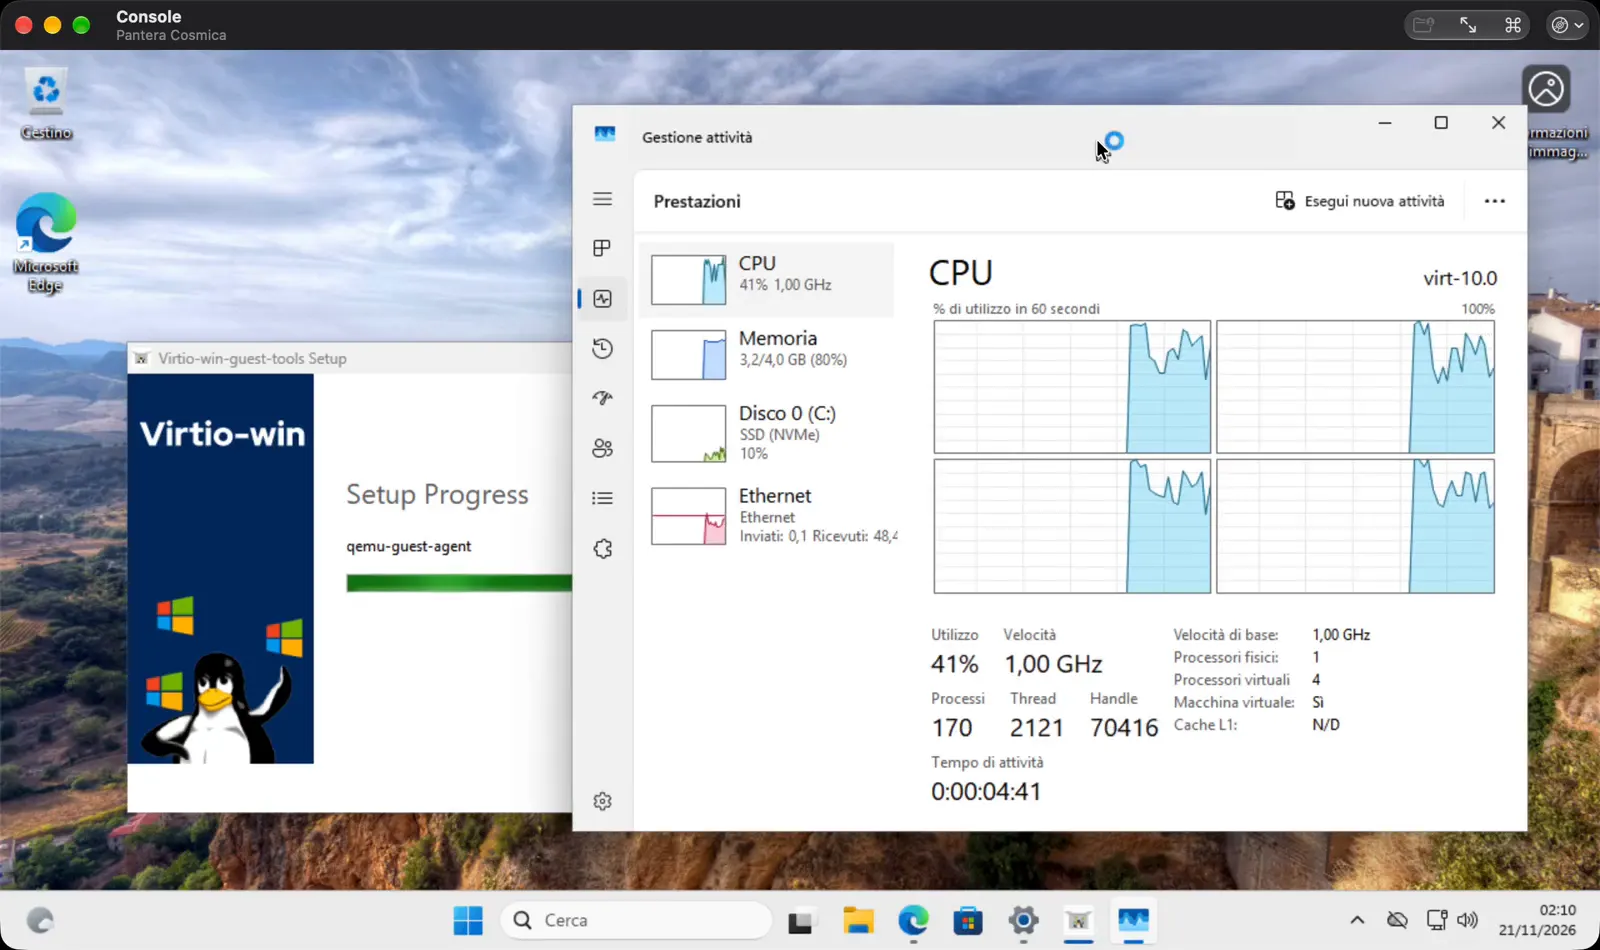 Console
Pantera Cosmica
Cestino
Microsoft
Edge
rmazioni
immag...
Virtio-win-guest-tools Setup
Virtio-win
Setup Progress
qemu-guest-agent
Gestione attività
Prestazioni
Esegui nuova attività
CPU
41% 1,00 GHz
Memoria
3,2/4,0 GB (80%)
Disco 0 (C:)
SSD (NVMe)
10%
Ethernet
Ethernet
Inviati: 0,1 Ricevuti: 48,4
CPU
virt-10.0
% di utilizzo in 60 secondi
100%
Utilizzo
41%
Velocità
1,00 GHz
Processi
170
Thread
2121
Handle
70416
Tempo di attività
0:00:04:41
Velocità di base: 1,00 GHz
Processori fisici: 1
Processori virtuali 4
Macchina virtuale: Sì
Cache L1: N/D
Cerca
02:10
21/11/2026